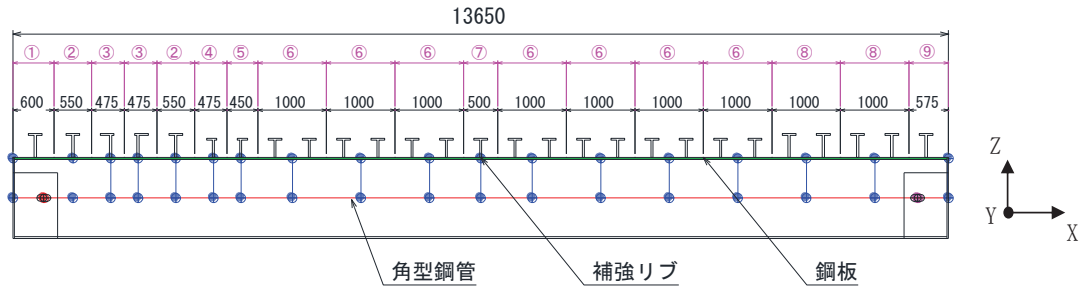 13650
① ② ③ ③ ② ④ ⑤ ⑥ ⑥ ⑥ ⑦ ⑥ ⑥ ⑥ ⑥ ⑧ ⑧ ⑨
600 550 475 475 550 475 450 1000 1000 1000 500 1000 1000 1000 1000 1000 1000 575
Z
Y
X
角型鋼管 補強リブ 鋼板